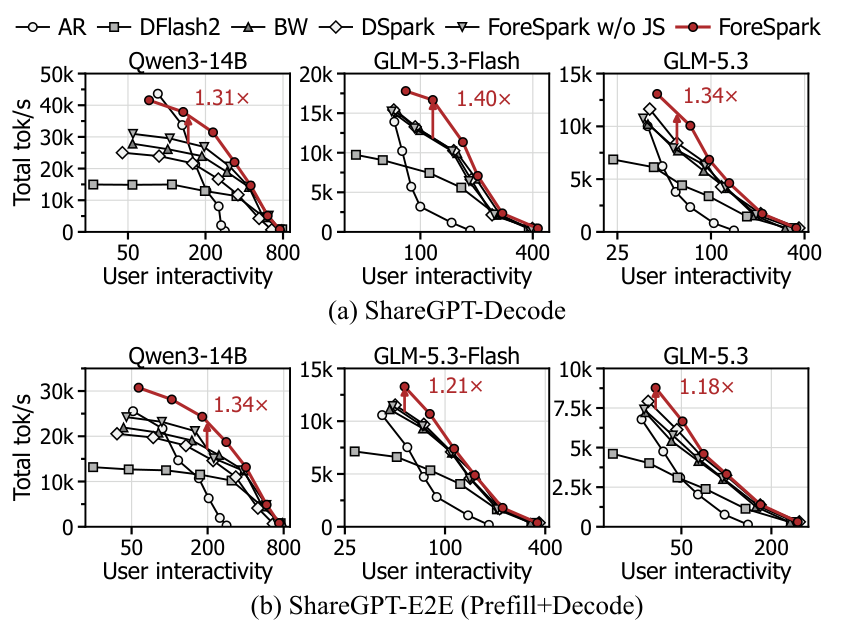 AR DFlash2 BW DSpark ForeSpark w/o JS ForeSpark
Qwen3-14B GLM-5.3-Flash GLM-5.3
50k 20k 15k
40k 15k
30k 10k
20k 10k
10k 5k 5k
0 0 0
1.31× 1.40× 1.34×
Total tok/s
50 200 800 100 400 25 100 400
User interactivity User interactivity User interactivity
(a) ShareGPT-Decode
Qwen3-14B GLM-5.3-Flash GLM-5.3
30k 15k 10k
20k 10k 7.5k
5k
10k 5k 2.5k
0 0 0
1.34× 1.21× 1.18×
Total tok/s
50 200 800 25 100 400 50 200
User interactivity User interactivity User interactivity
(b) ShareGPT-E2E (Prefill+Decode)